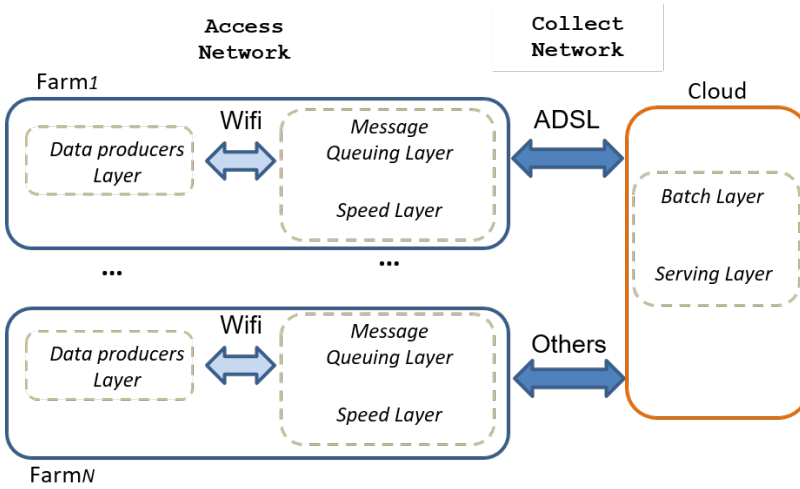 Access
Network
Collect
Network
Farm1
Cloud
Wifi
Message
Queuing Layer
ADSL
Data producers
Layer
Speed Layer
Batch Layer
Serving Layer
...
...
Wifi
Message
Queuing Layer
Others
Data producers
Layer
Speed Layer
FarmN